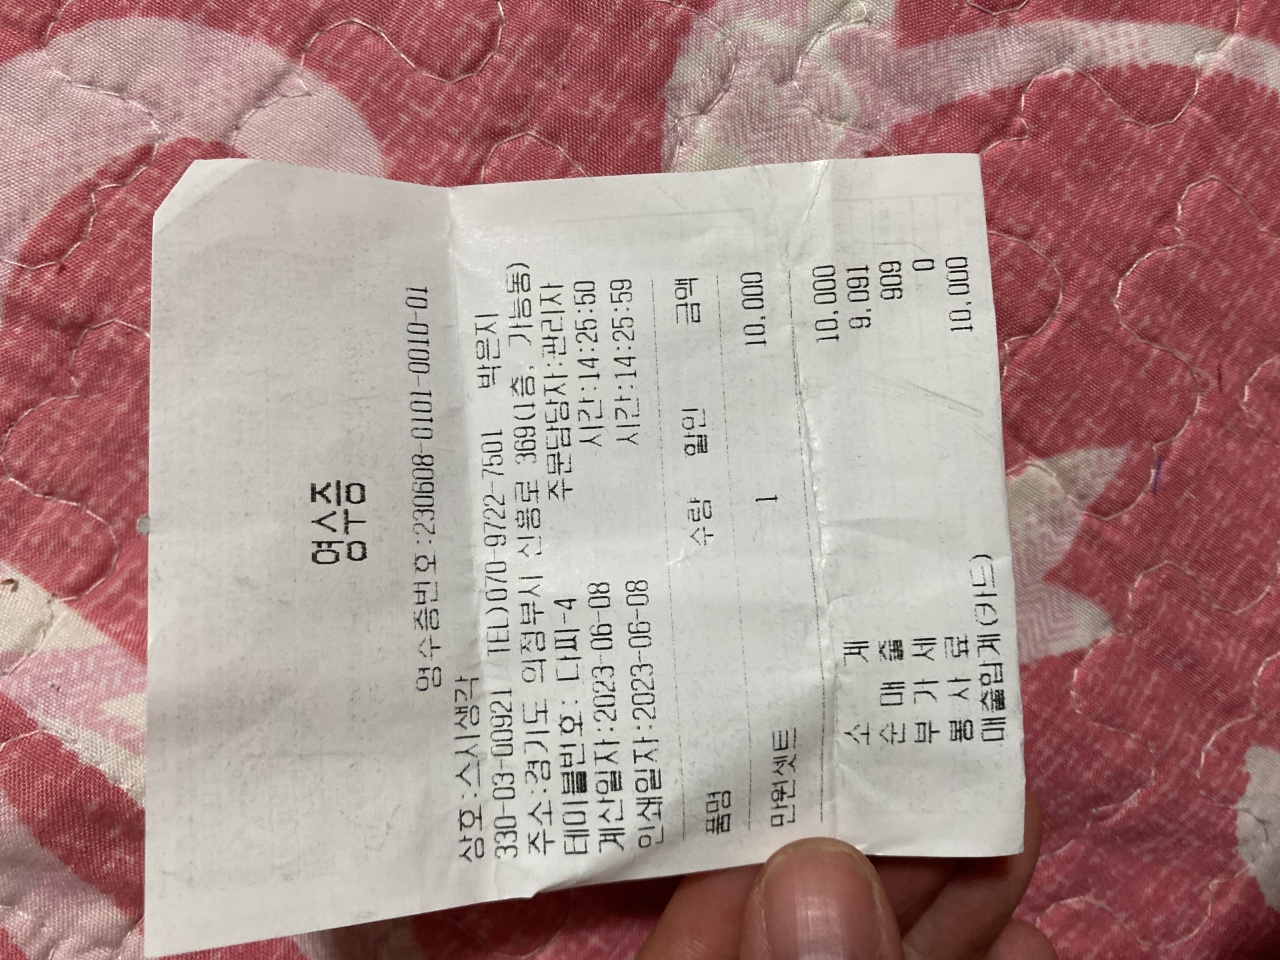 영수증
영수증번호:230608-0101-0010-01
상호:스시생각
330-03-00921 TEL)070-9722-7501 박은지
주소:경기도 의정부시 신흥로 369(1층, 가능동)
테이블번호: 다찌-4 주문담당자:관리자
계산일자:2023-06-08 시간:14:25:50
인쇄일자:2023-06-08 시간:14:25:59
품명 수량 할인 금액
만원셋트 1 10,000
소 계 10,000
순 매 출 9,091
부 가 세 909
봉 사 료 0
매출합계(카드) 10,000